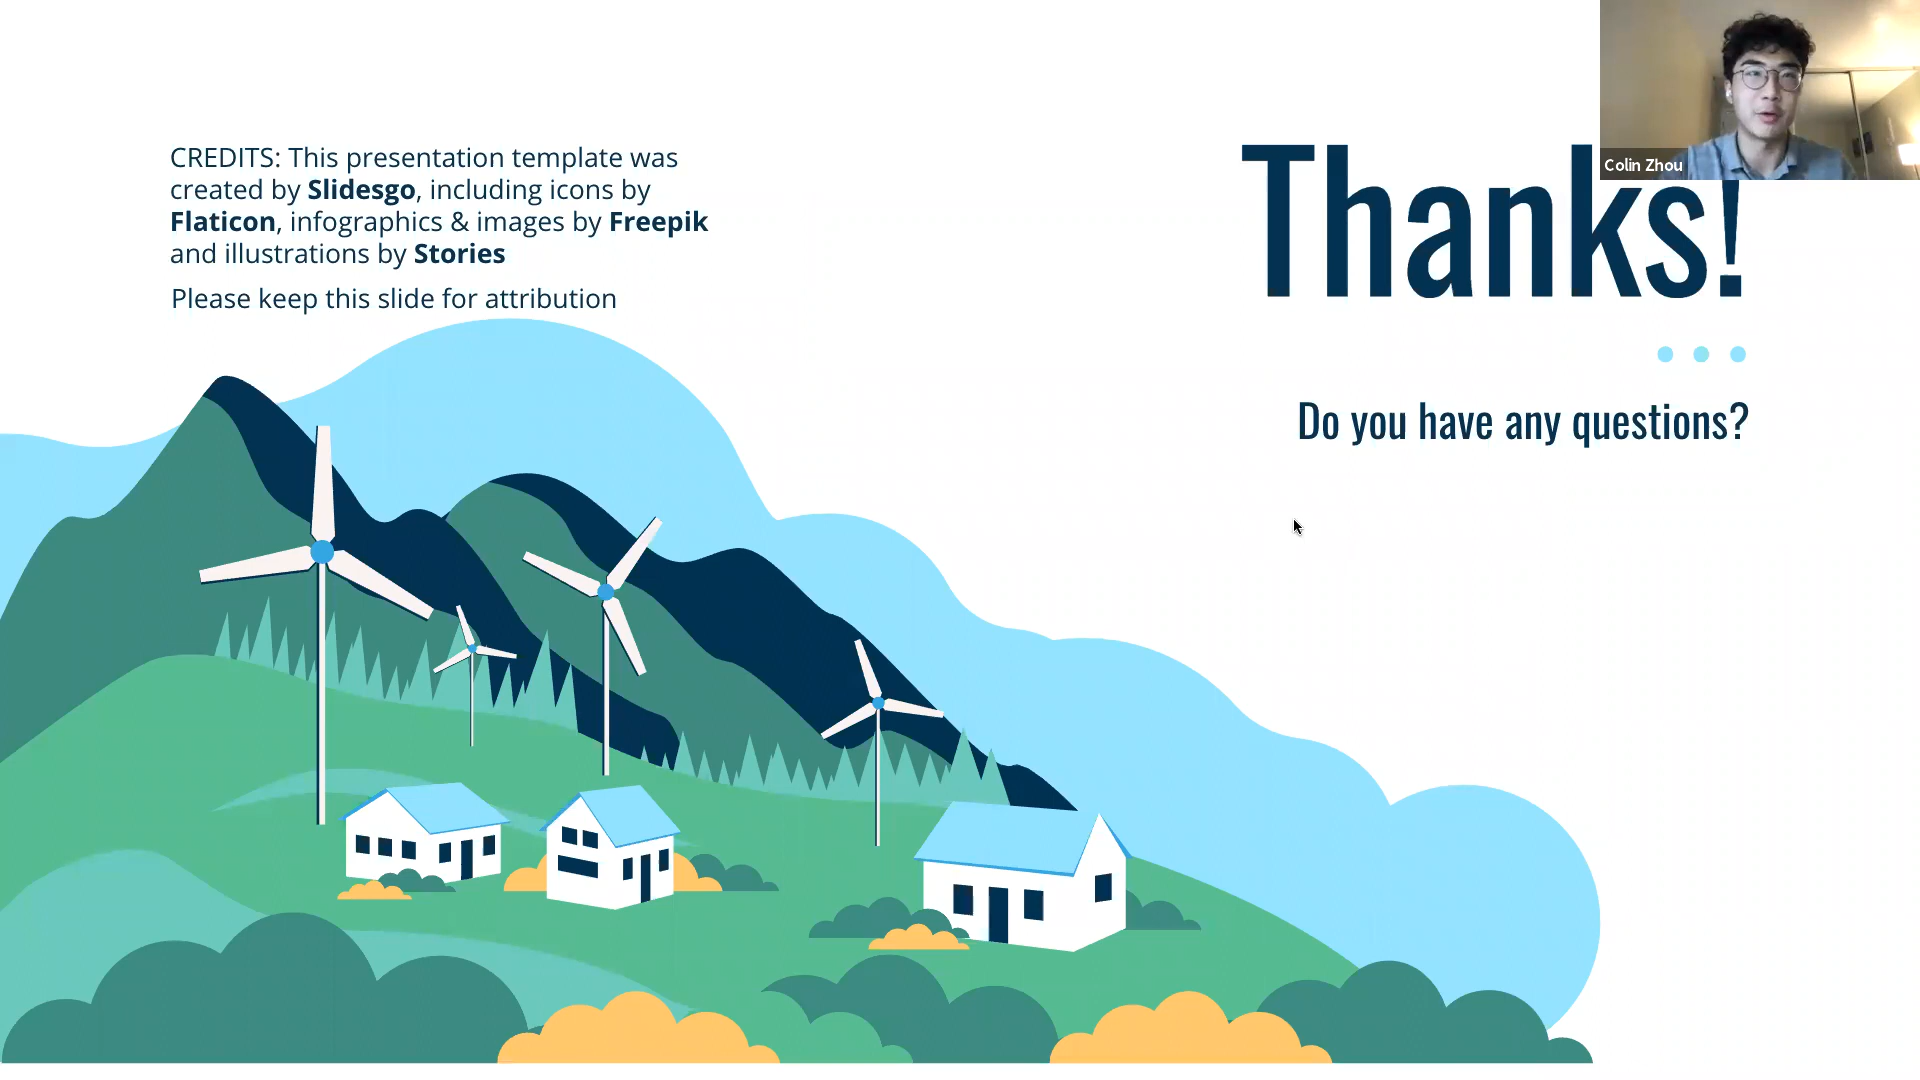 CREDITS: This presentation template was
created by Slidesgo, including icons by
Flaticon, infographics & images by Freepik
and illustrations by Stories
Please keep this slide for attribution
Thanks!
Do you have any questions?
Colin Zhou